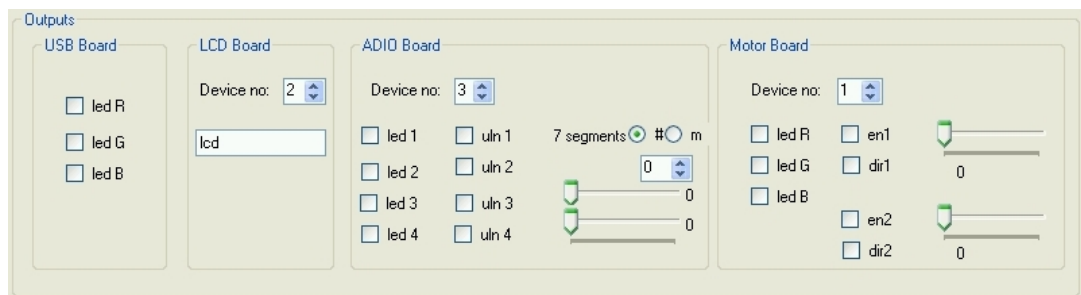 Outputs
USB Board
led R
led G
led B
LCD Board
Device no: 2
lcd
ADIO Board
Device no: 3
led 1
uln 1
led 2
uln 2
led 3
uln 3
led 4
uln 4
7 segments # m
0
0
0
Motor Board
Device no: 1
led R
en1
led G
dir1
0
led B
en2
dir2
0